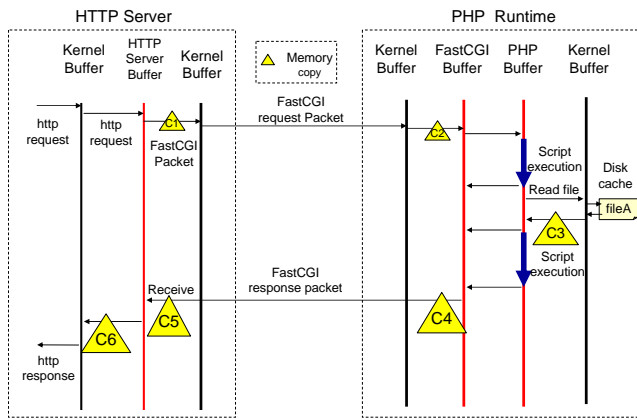 HTTP Server
PHP Runtime
Kernel
Buffer
HTTP
Server
Buffer
Kernel
Buffer
Memory
copy
Kernel
Buffer
FastCGI
Buffer
PHP
Buffer
Kernel
Buffer
http
request
http
request
C1
FastCGI
Packet
FastCGI
request Packet
C2
Script
execution
Read file
Disk
cache
fileA
C3
Script
execution
FastCGI
response packet
Receive
C4
C5
C6
http
response